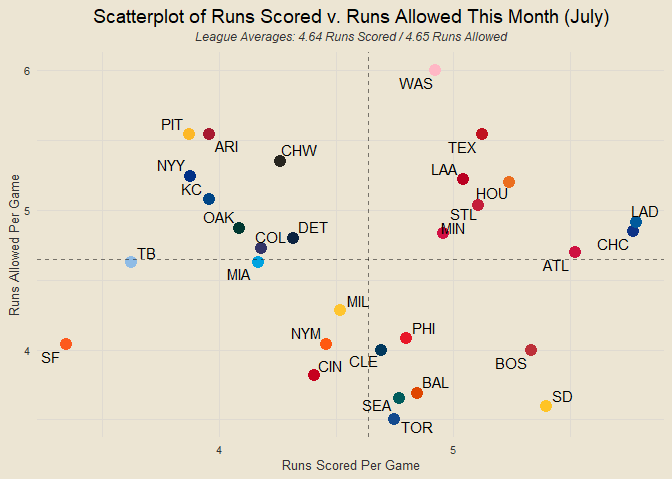 Scatterplot of Runs Scored v. Runs Allowed This Month (July)
League Averages: 4.64 Runs Scored / 4.65 Runs Allowed
6
WAS
PIT
ARI
TEX
CHW
NYY
LAA
KC
HOU
5
OAK
STL
LAD
COL
DET
MIN
CHC
TB
ATL
MIA
MIL
NYM
PHI
4
SF
CLE
BOS
CIN
BAL
SEA
SD
TOR
4
5
Runs Scored Per Game
Runs Allowed Per Game